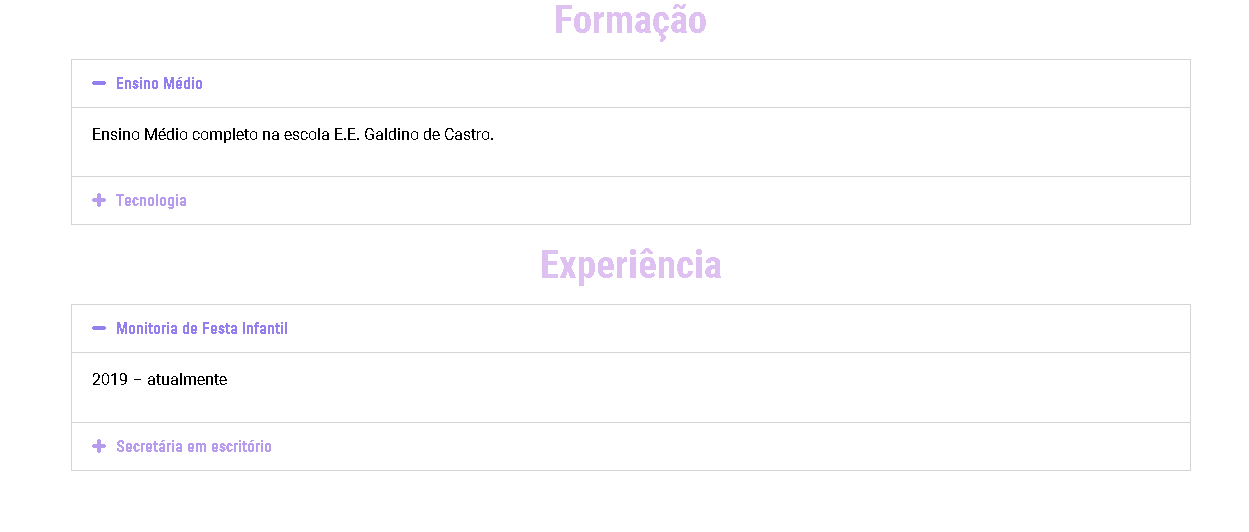 Formação
Ensino Médio
Ensino Médio completo na escola E.E. Galdino de Castro.
Tecnologia
Experiência
Monitoria de Festa Infantil
2019 – atualmente
Secretária em escritório